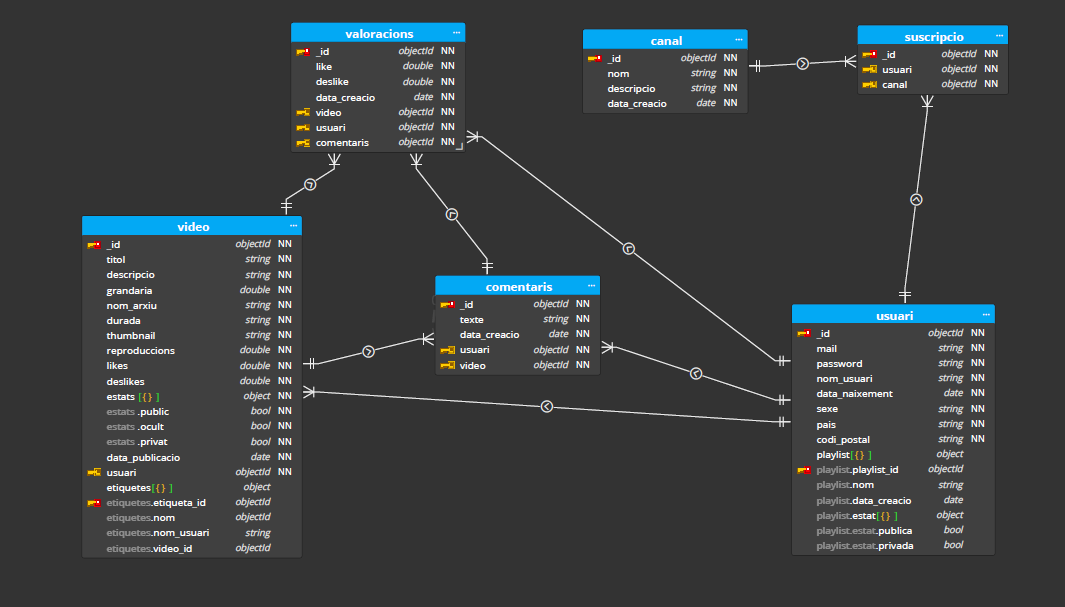 valoracions ···
_id objectId NN
like double NN
deslike double NN
data_creacio date NN
video objectId NN
usuari objectId NN
comentaris objectId NN
canal ···
_id objectId NN
nom string NN
descripcio string NN
data_creacio date NN
suscripcio ···
_id objectId NN
usuari objectId NN
canal objectId NN
video ···
_id objectId NN
titol string NN
descripcio string NN
grandaria double NN
nom_arxiu string NN
durada string NN
thumbnail string NN
reproduccions double NN
likes double NN
deslikes double NN
estats [{} ] object NN
estats .public bool NN
estats .ocult bool NN
estats .privat bool NN
data_publicacio date NN
usuari objectId NN
etiquetes[{} ] object
etiquetes.etiqueta_id objectId
etiquetes.nom objectId
etiquetes.nom_usuari string
etiquetes.video_id objectId
comentaris ···
_id objectId NN
texte string NN
data_creacio date NN
usuari objectId NN
video objectId NN
usuari ···
_id objectId NN
mail string NN
password string NN
nom_usuari string NN
data_naixement date NN
sexe string NN
pais string NN
codi_postal string NN
playlist[{} ] object
playlist.playlist_id objectId
playlist.nom string
playlist.data_creacio date
playlist.estat[{} ] object
playlist.estat.publica bool
playlist.estat.privada bool